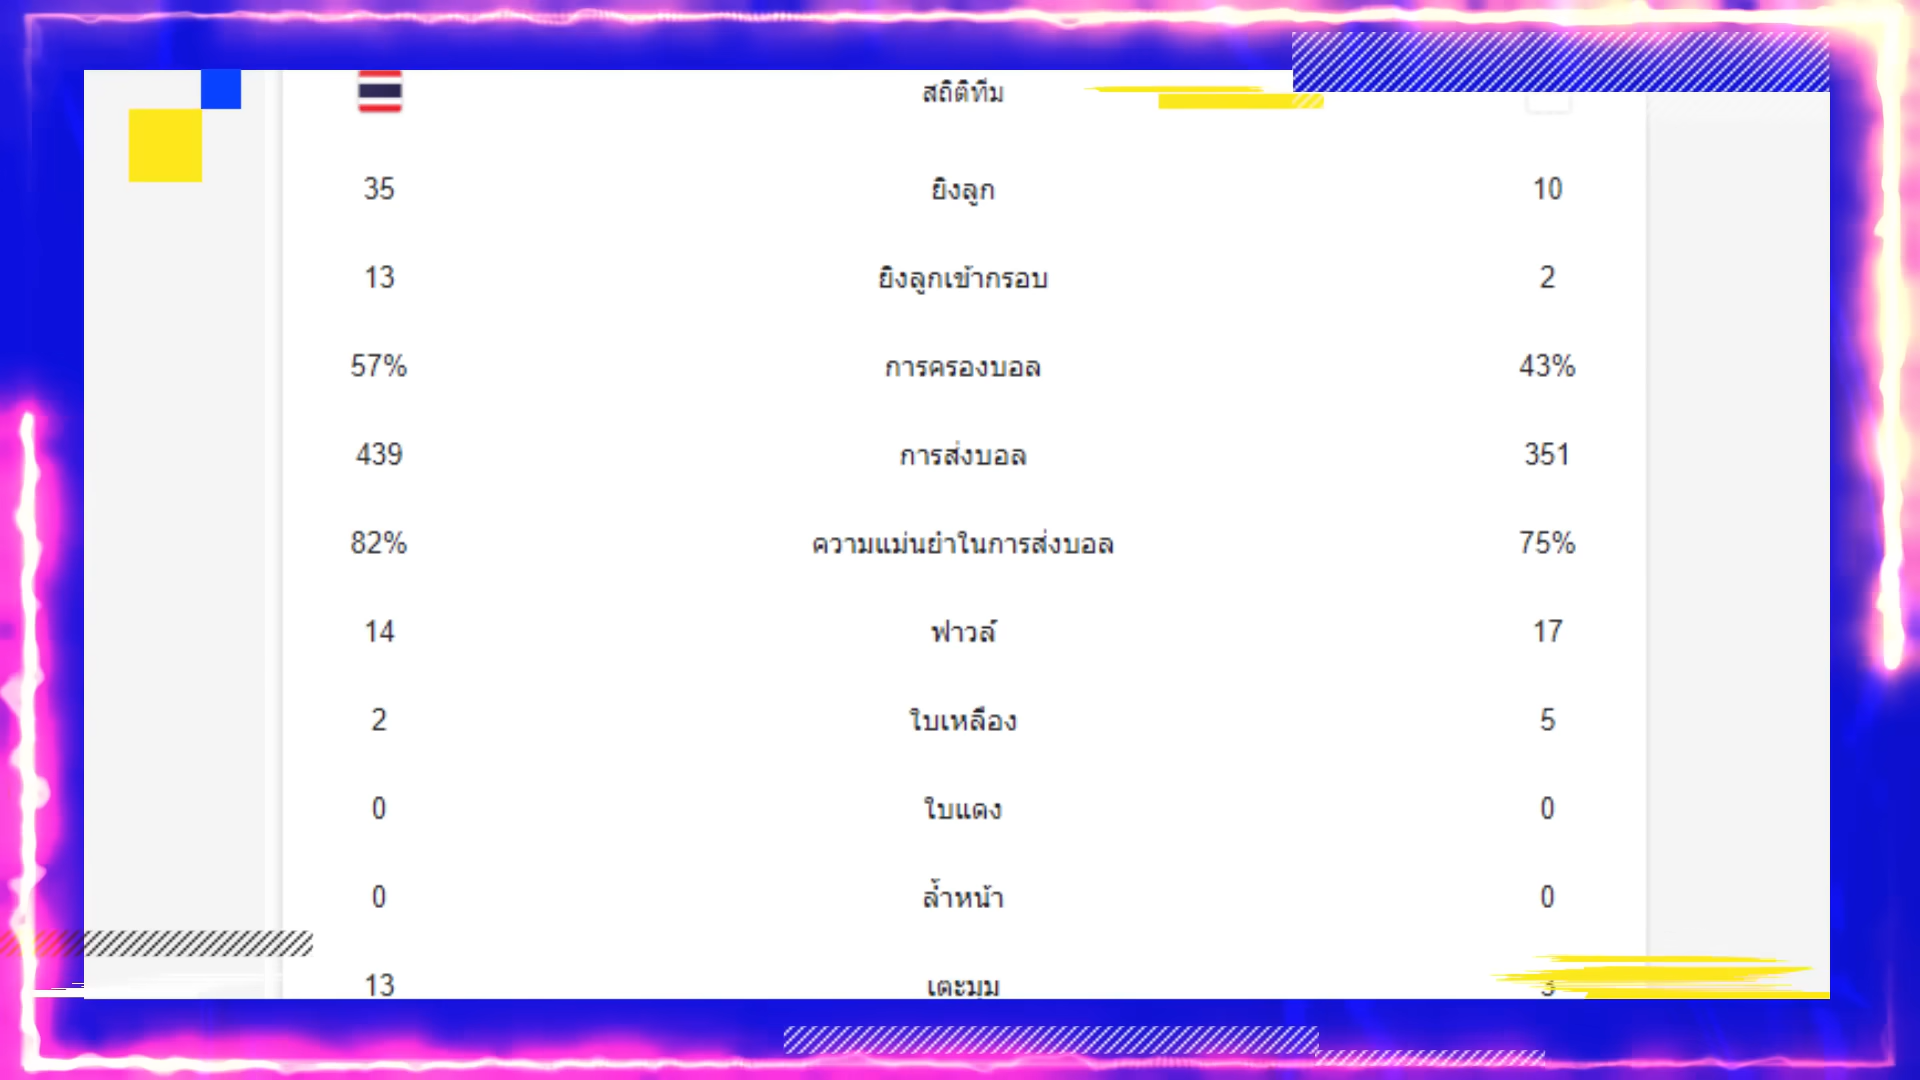 สถิติทีม
35 ยิงลูก 10
13 ยิงลูกเข้ากรอบ 2
57% การครองบอล 43%
439 การส่งบอล 351
82% ความแม่นยำในการส่งบอล 75%
14 ฟาวล์ 17
2 ใบเหลือง 5
0 ใบแดง 0
0 ล้ำหน้า 0
13 เตะมุม 3